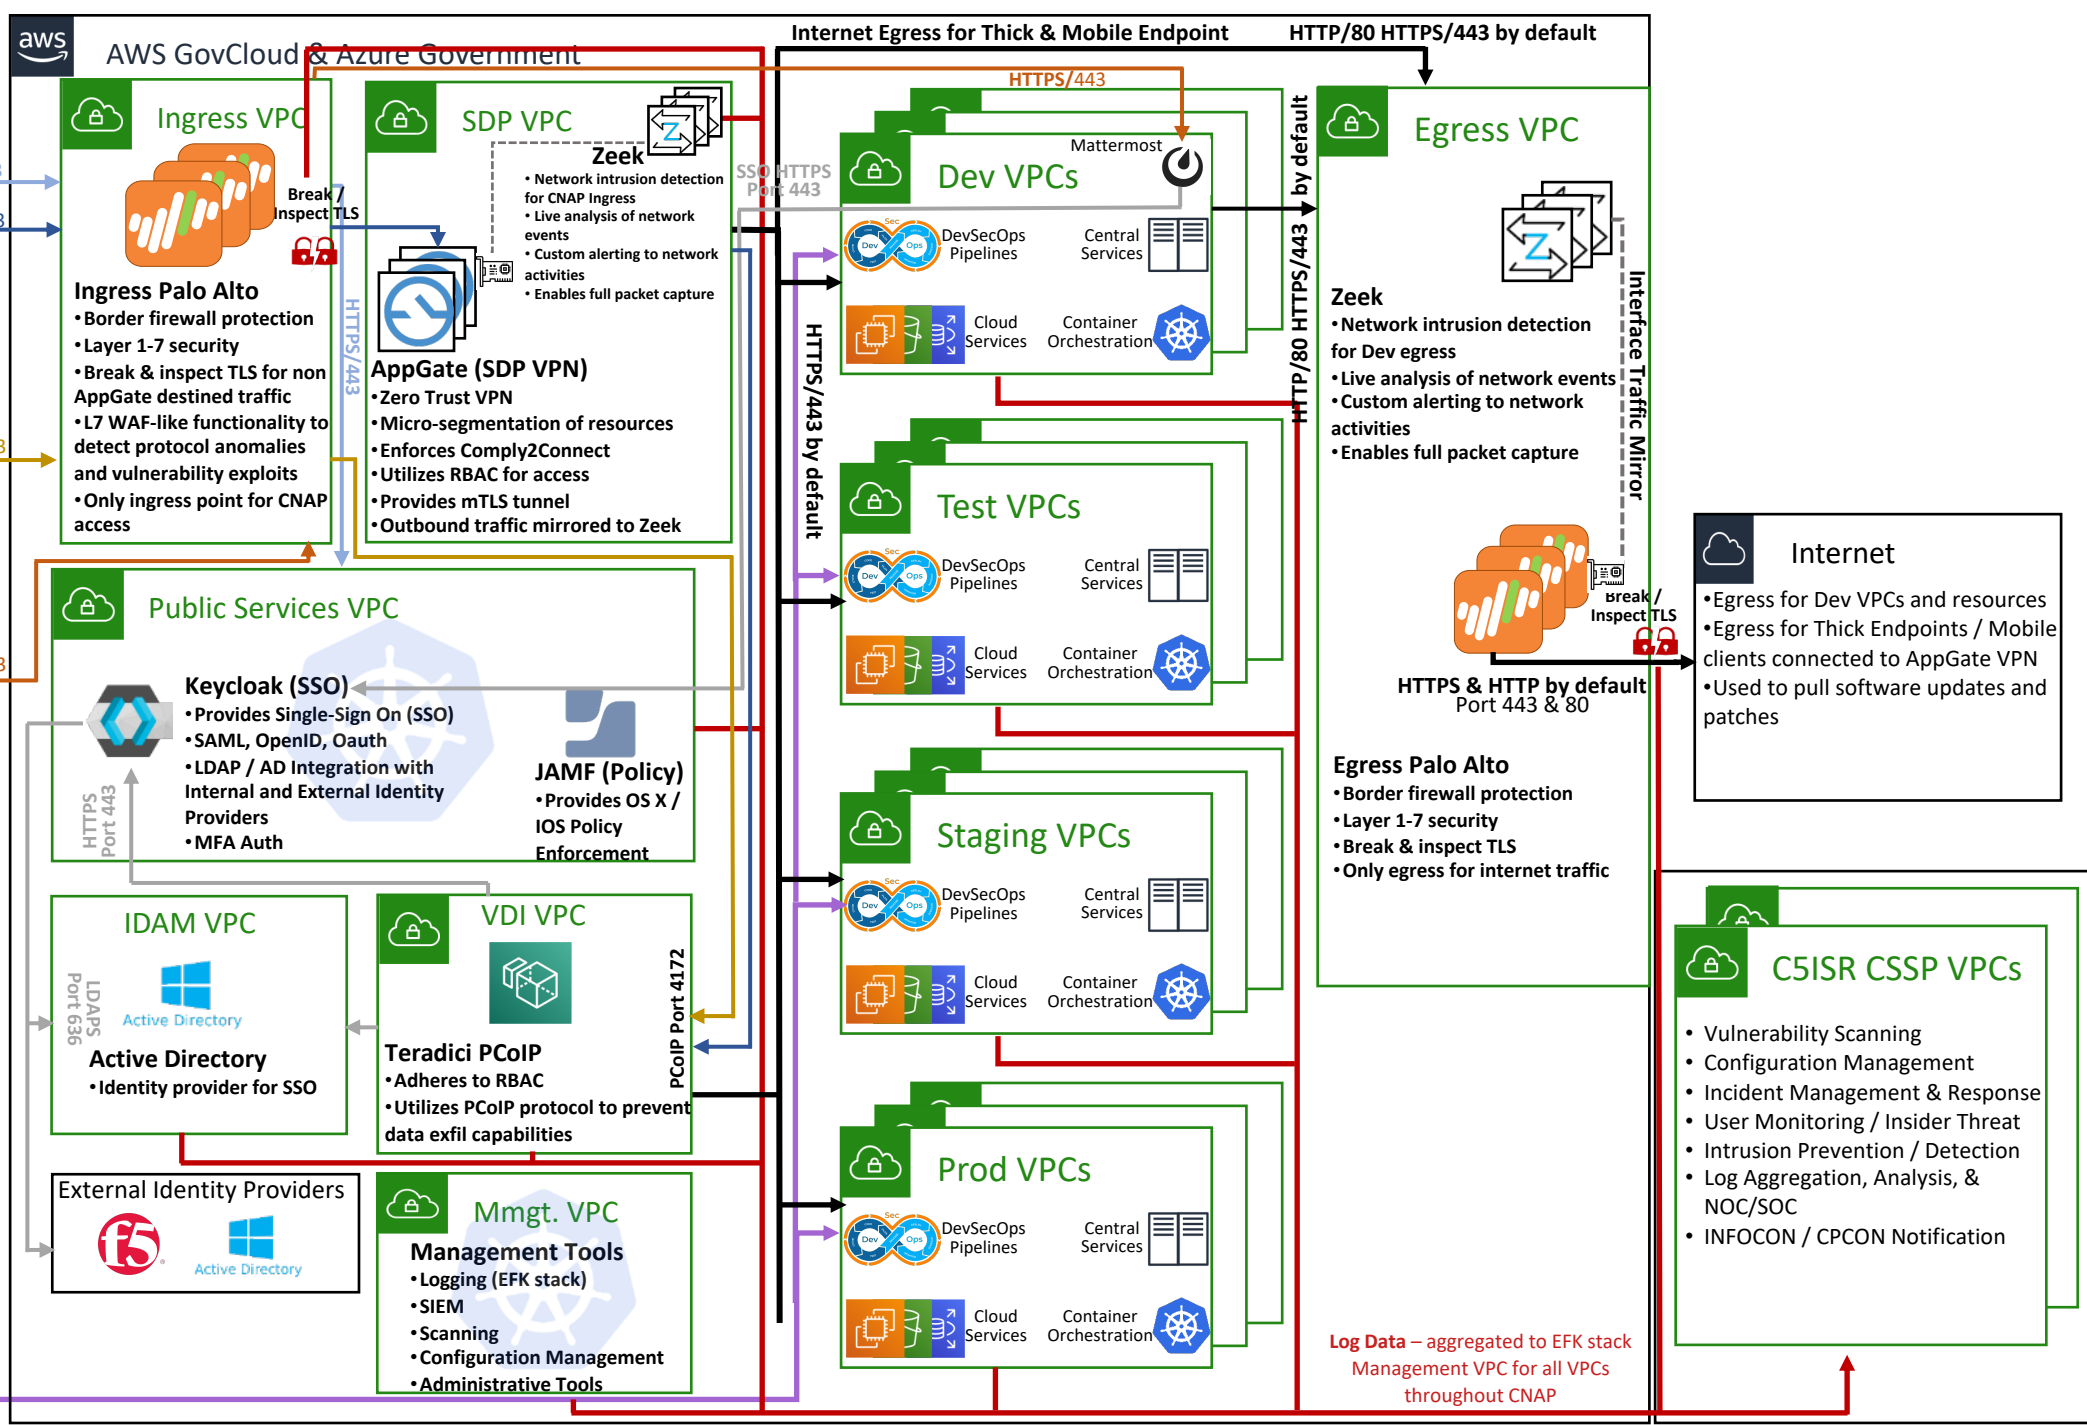 aws
AWS GovCloud & Azure Government
Internet Egress for Thick & Mobile Endpoint
HTTP/80 HTTPS/443 by default
HTTPS/443
Ingress VPC
Break /
Inspect TLS
Ingress Palo Alto
•Border firewall protection
•Layer 1-7 security
•Break & inspect TLS for non
AppGate destined traffic
•L7 WAF-like functionality to
detect protocol anomalies
and vulnerability exploits
•Only ingress point for CNAP
access
HTTPS/443
SDP VPC
Z
Zeek
• Network intrusion detection
for CNAP Ingress
• Live analysis of network
events
• Custom alerting to network
activities
• Enables full packet capture
AppGate (SDP VPN)
•Zero Trust VPN
•Micro-segmentation of resources
•Enforces Comply2Connect
•Utilizes RBAC for access
•Provides mTLS tunnel
•Outbound traffic mirrored to Zeek
SSO HTTPS
Port 443
HTTPS/443 by default
Public Services VPC
Keycloak (SSO)
•Provides Single-Sign On (SSO)
•SAML, OpenID, Oauth
•LDAP / AD Integration with
Internal and External Identity
Providers
•MFA Auth
JAMF (Policy)
•Provides OS X /
IOS Policy
Enforcement
HTTPS
Port 443
IDAM VPC
LDAPS
Port 636
Active Directory
Active Directory
•Identity provider for SSO
VDI VPC
PCoIP Port 4172
Teradici PCoIP
•Adheres to RBAC
•Utilizes PCoIP protocol to prevent
data exfil capabilities
External Identity Providers
f5
Active Directory
Mmgt. VPC
Management Tools
•Logging (EFK stack)
•SIEM
•Scanning
•Configuration Management
•Administrative Tools
Dev VPCs
Mattermost
Sec
Dev
Ops
DevSecOps
Pipelines
Central
Services
Cloud
Services
Container
Orchestration
Test VPCs
Sec
Dev
Ops
DevSecOps
Pipelines
Central
Services
Cloud
Services
Container
Orchestration
Staging VPCs
Sec
Dev
Ops
DevSecOps
Pipelines
Central
Services
Cloud
Services
Container
Orchestration
Prod VPCs
Sec
Dev
Ops
DevSecOps
Pipelines
Central
Services
Cloud
Services
Container
Orchestration
HTTP/80 HTTPS/443 by default
Egress VPC
Z
Zeek
•Network intrusion detection
for Dev egress
•Live analysis of network events
•Custom alerting to network
activities
•Enables full packet capture
Interface Traffic Mirror
Break /
Inspect TLS
HTTPS & HTTP by default
Port 443 & 80
Egress Palo Alto
•Border firewall protection
•Layer 1-7 security
•Break & inspect TLS
•Only egress for internet traffic
Log Data – aggregated to EFK stack
Management VPC for all VPCs
throughout CNAP
Internet
•Egress for Dev VPCs and resources
•Egress for Thick Endpoints / Mobile
clients connected to AppGate VPN
•Used to pull software updates and
patches
C5ISR CSSP VPCs
• Vulnerability Scanning
• Configuration Management
• Incident Management & Response
• User Monitoring / Insider Threat
• Intrusion Prevention / Detection
• Log Aggregation, Analysis, &
NOC/SOC
• INFOCON / CPCON Notification